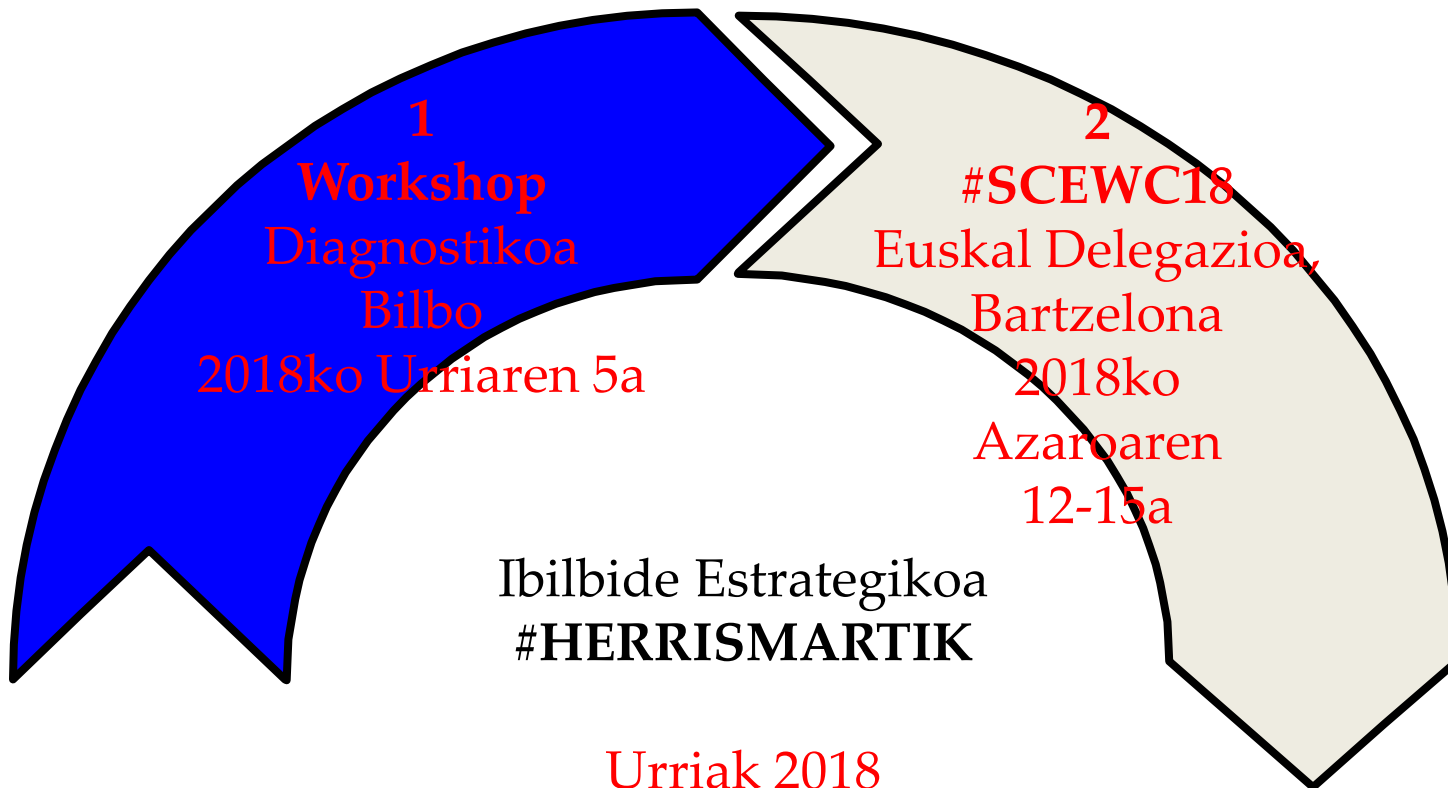 1
Workshop
Diagnostikoa
Bilbo
2018ko Urriaren 5a
2
#SCEWC18
Euskal Delegazioa,
Bartzelona
2018ko
Azaroaren
12-15a
Ibilbide Estrategikoa
#HERRISMARTIK
Urriak 2018